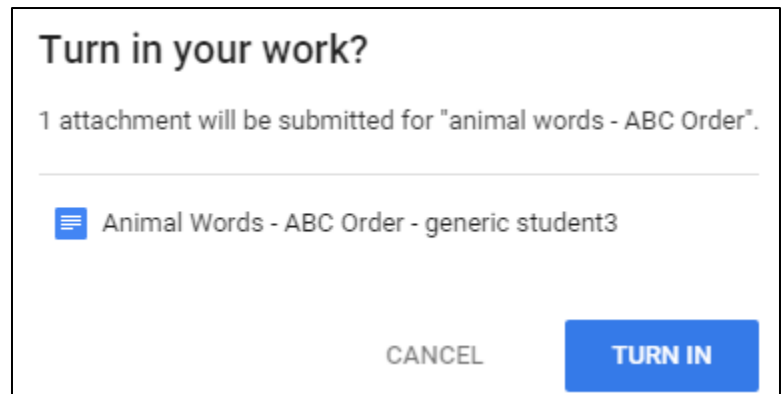 Turn in your work?
1 attachment will be submitted for "animal words - ABC Order".
Animal Words - ABC Order - generic student3
CANCEL TURN IN